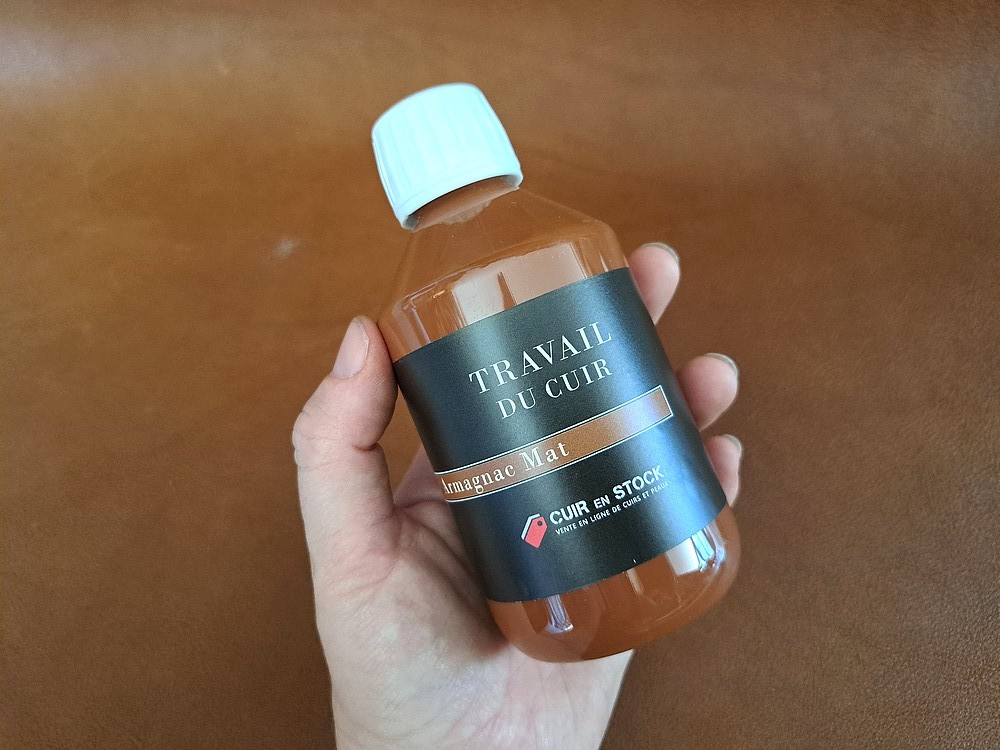 TRAVAIL
DU CUIR
Armagnac Mat
CUIR EN STOCK
VENTE EN LIGNE DE CUIRS ET PEAUX